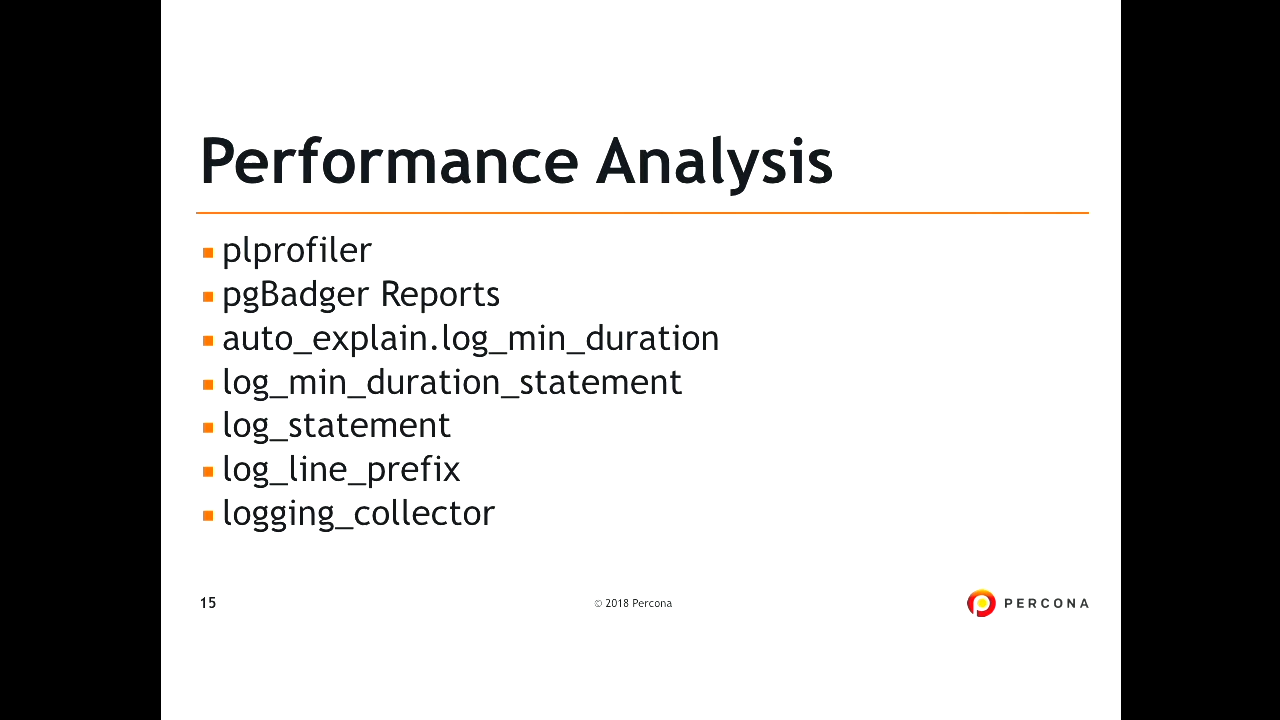 Performance Analysis
plprofiler
pgBadger Reports
auto_explain.log_min_duration
log_min_duration_statement
log_statement
log_line_prefix
logging_collector
15
© 2018 Percona
PERCONA